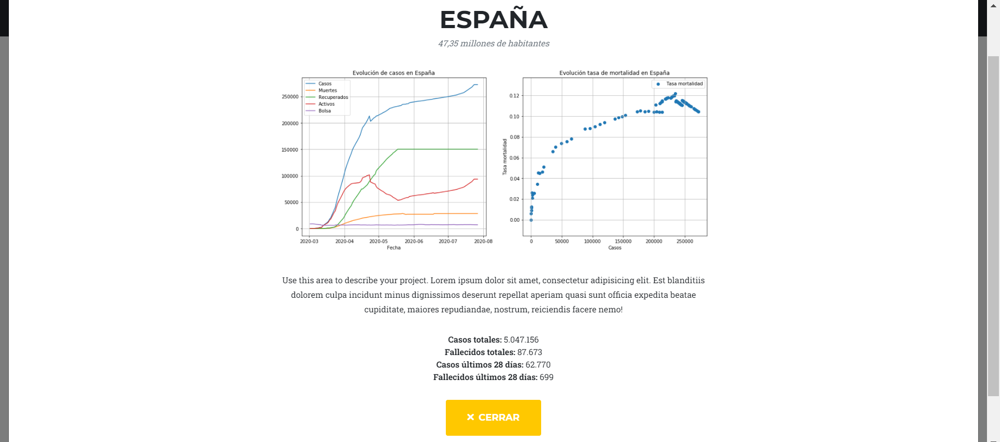 ESPAÑA
47,35 millones de habitantes
Evolución de casos en España
Casos
Muertes
Recuperados
Activos
Bolsa
250000
200000
150000
100000
50000
0
2020-03 2020-04 2020-05 2020-06 2020-07 2020-08
Fecha
Evolución tasa de mortalidad en España
Tasa mortalidad
Tasa mortalidad
0.12
0.10
0.08
0.06
0.04
0.02
0.00
0 50000 100000 150000 200000 250000
Casos
Use this area to describe your project. Lorem ipsum dolor sit amet, consectetur adipisicing elit. Est blanditiis
dolorem culpa incidunt minus dignissimos deserunt repellat aperiam quasi sunt officia expedita beatae
cupiditate, maiores repudiandae, nostrum, reiciendis facere nemo!
Casos totales: 5.047.156
Fallecidos totales: 87.673
Casos últimos 28 días: 62.770
Fallecidos últimos 28 días: 699
CERRAR